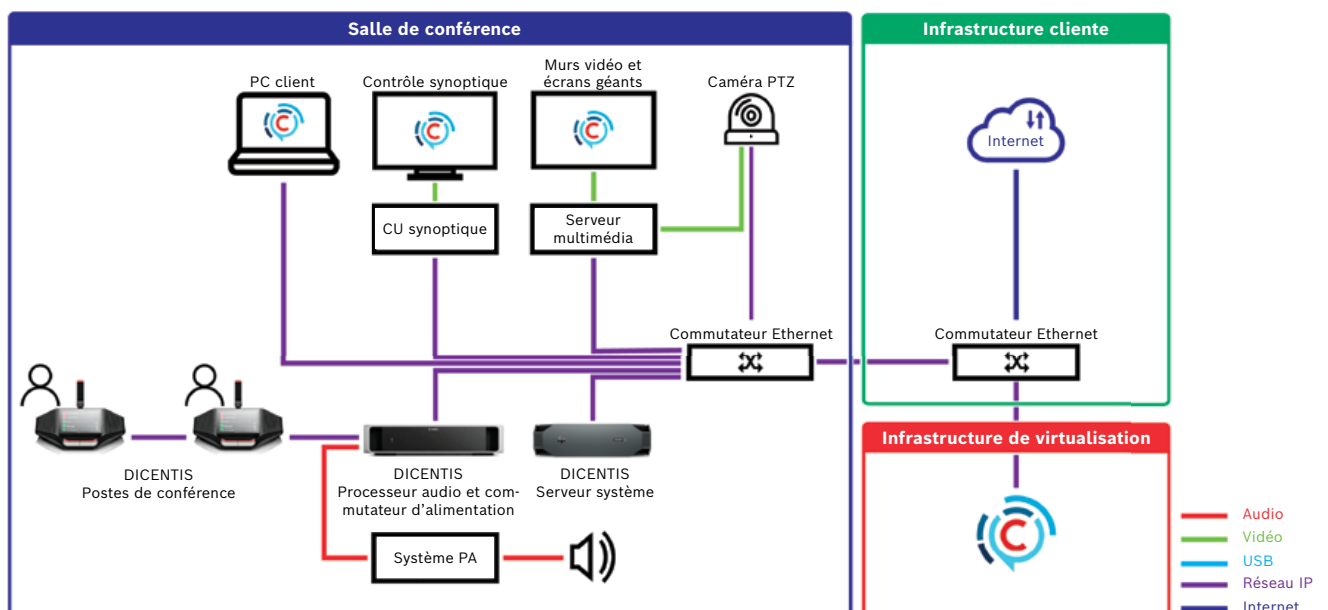 Salle de conférence
Infrastructure cliente
PC client
Contrôle synoptique
Murs vidéo et
écrans géants
Caméra PTZ
C
C
C
Internet
CU synoptique
Serveur
multimédia
Commutateur Ethernet
Commutateur Ethernet
DICENTIS
Postes de conférence
DICENTIS
Processeur audio et com-
mutateur d'alimentation
DICENTIS
Serveur système
Infrastructure de virtualisation
C
Système PA
Audio
Vidéo
USB
Réseau IP
Internet